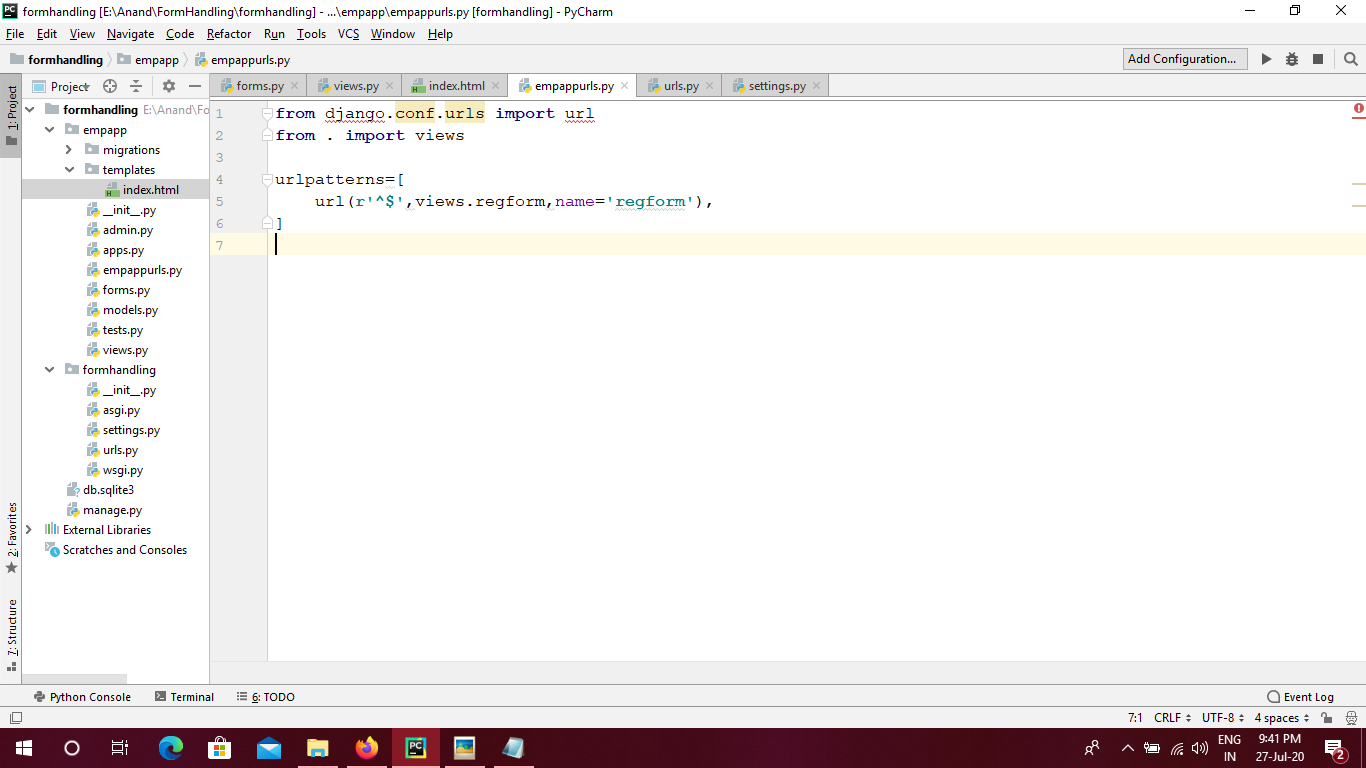 formhandling [E:\Anand\FormHandling\formhandling] - ...\empapp\empappurls.py [formhandling] - PyCharm
File Edit View Navigate Code Refactor Run Tools VCS Window Help
formhandling empapp empappurls.py Add Configuration...
Project forms.py views.py index.html empappurls.py urls.py settings.py
1: Project
2: Favorites
7: Structure
formhandling E:\Anand\Fo
empapp
migrations
templates
index.html
__init__.py
admin.py
apps.py
empappurls.py
forms.py
models.py
tests.py
views.py
formhandling
__init__.py
asgi.py
settings.py
urls.py
wsgi.py
db.sqlite3
manage.py
External Libraries
Scratches and Consoles
1 from django.conf.urls import url
2 from . import views
3
4 urlpatterns=[
5     url(r'^$',views.regform,name='regform'),
6 ]
7
Python Console Terminal 6: TODO Event Log
7:1 CRLF UTF-8 4 spaces
PC
ENG 9:41 PM
IN 27-Jul-20 2